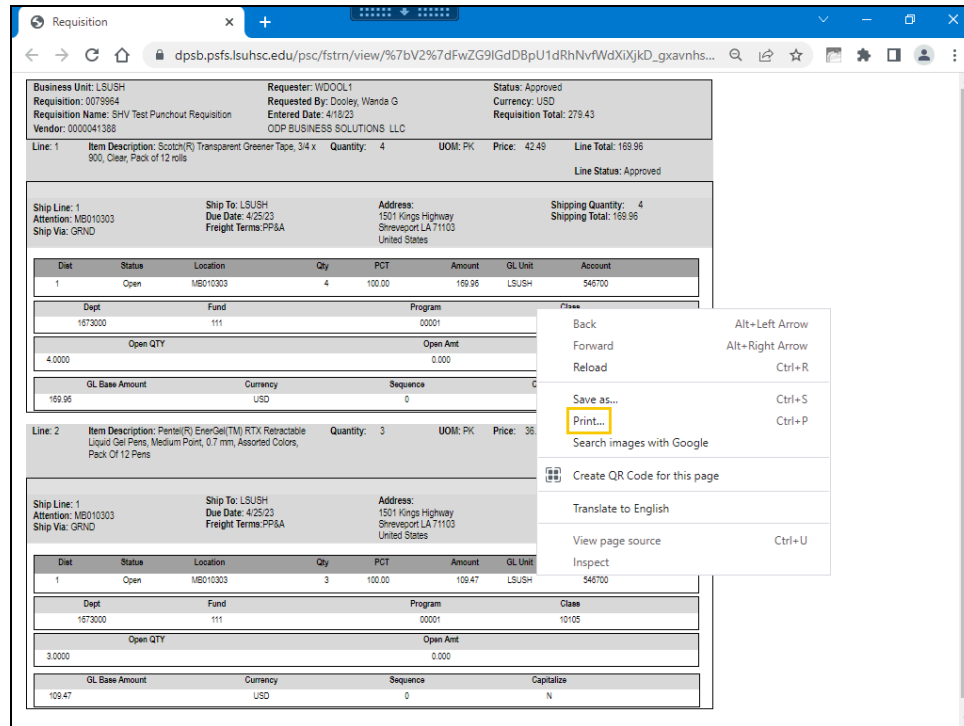 Requisition
dpsb.psfs.lsuhsc.edu/psc/fstrn/view/%7bV2%7dFwZG9IGdDBpU1dRhNvfWdXiXjkD_gxavnhs...
Business Unit: LSUSH Requester: WDOOL1 Status: Approved
Requisition: 0079964 Requested By: Dooley, Wanda G Currency: USD
Requisition Name: SHV Test Punchout Requisition Entered Date: 4/18/23 Requisition Total: 279.43
Vendor: 0000041388 ODP BUSINESS SOLUTIONS LLC
Line: 1 Item Description: Scotch(R) Transparent Greener Tape, 3/4 x Quantity: 4 UOM: PK Price: 42.49 Line Total: 169.96
900, Clear, Pack of 12 rolls
Line Status: Approved
Ship Line: 1 Ship To: LSUSH Address: Shipping Quantity: 4
Attention: MB010303 Due Date: 4/25/23 1501 Kings Highway Shipping Total: 169.96
Ship Via: GRND Freight Terms:PP&A Shreveport LA 71103
United States
Dist Status Location Qty PCT Amount GL Unit Account
1 Open MB010303 4 100.00 169.96 LSUSH 546700
Dept Fund Program Class
1673000 111 00001
Open QTY Open Amt
4.0000 0.000
GL Base Amount Currency Sequence C
169.96 USD 0
Back Alt+Left Arrow
Forward Alt+Right Arrow
Reload Ctrl+R
Save as... Ctrl+S
Print... Ctrl+P
Search images with Google
Create QR Code for this page
Translate to English
View page source Ctrl+U
Inspect
Line: 2 Item Description: Pentel(R) EnerGel(TM) RTX Retractable Quantity: 3 UOM: PK Price: 36.
Liquid Gel Pens, Medium Point, 0.7 mm, Assorted Colors,
Pack Of 12 Pens
Ship Line: 1 Ship To: LSUSH Address:
Attention: MB010303 Due Date: 4/25/23 1501 Kings Highway
Ship Via: GRND Freight Terms:PP&A Shreveport LA 71103
United States
Dist Status Location Qty PCT Amount GL Unit
1 Open MB010303 3 100.00 109.47 LSUSH 546700
Dept Fund Program Class
1673000 111 00001 10105
Open QTY Open Amt
3.0000 0.000
GL Base Amount Currency Sequence Capitalize
109.47 USD 0 N